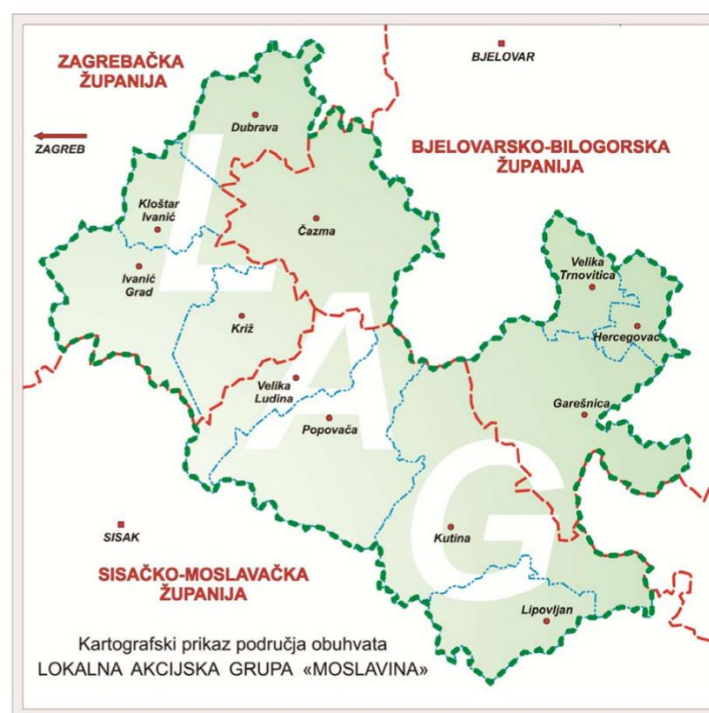 ZAGREBAČKA
ŽUPANIJA
BJELOVAR
Dubrava
ZAGREB
BJELOVARSKO-BILOGORSKA
ŽUPANIJA
L
Kloštar
Ivanić
Čazma
Ivanić
Grad
Velika
Trnovitica
Križ
Hercegovac
A
Velika
Ludina
Popovača
Garešnica
G
Kutina
SISAK
SISAČKO-MOSLAVAČKA
ŽUPANIJA
Lipovljan
Kartografski prikaz područja obuhvata
LOKALNA AKCIJSKA GRUPA «MOSLAVINA»